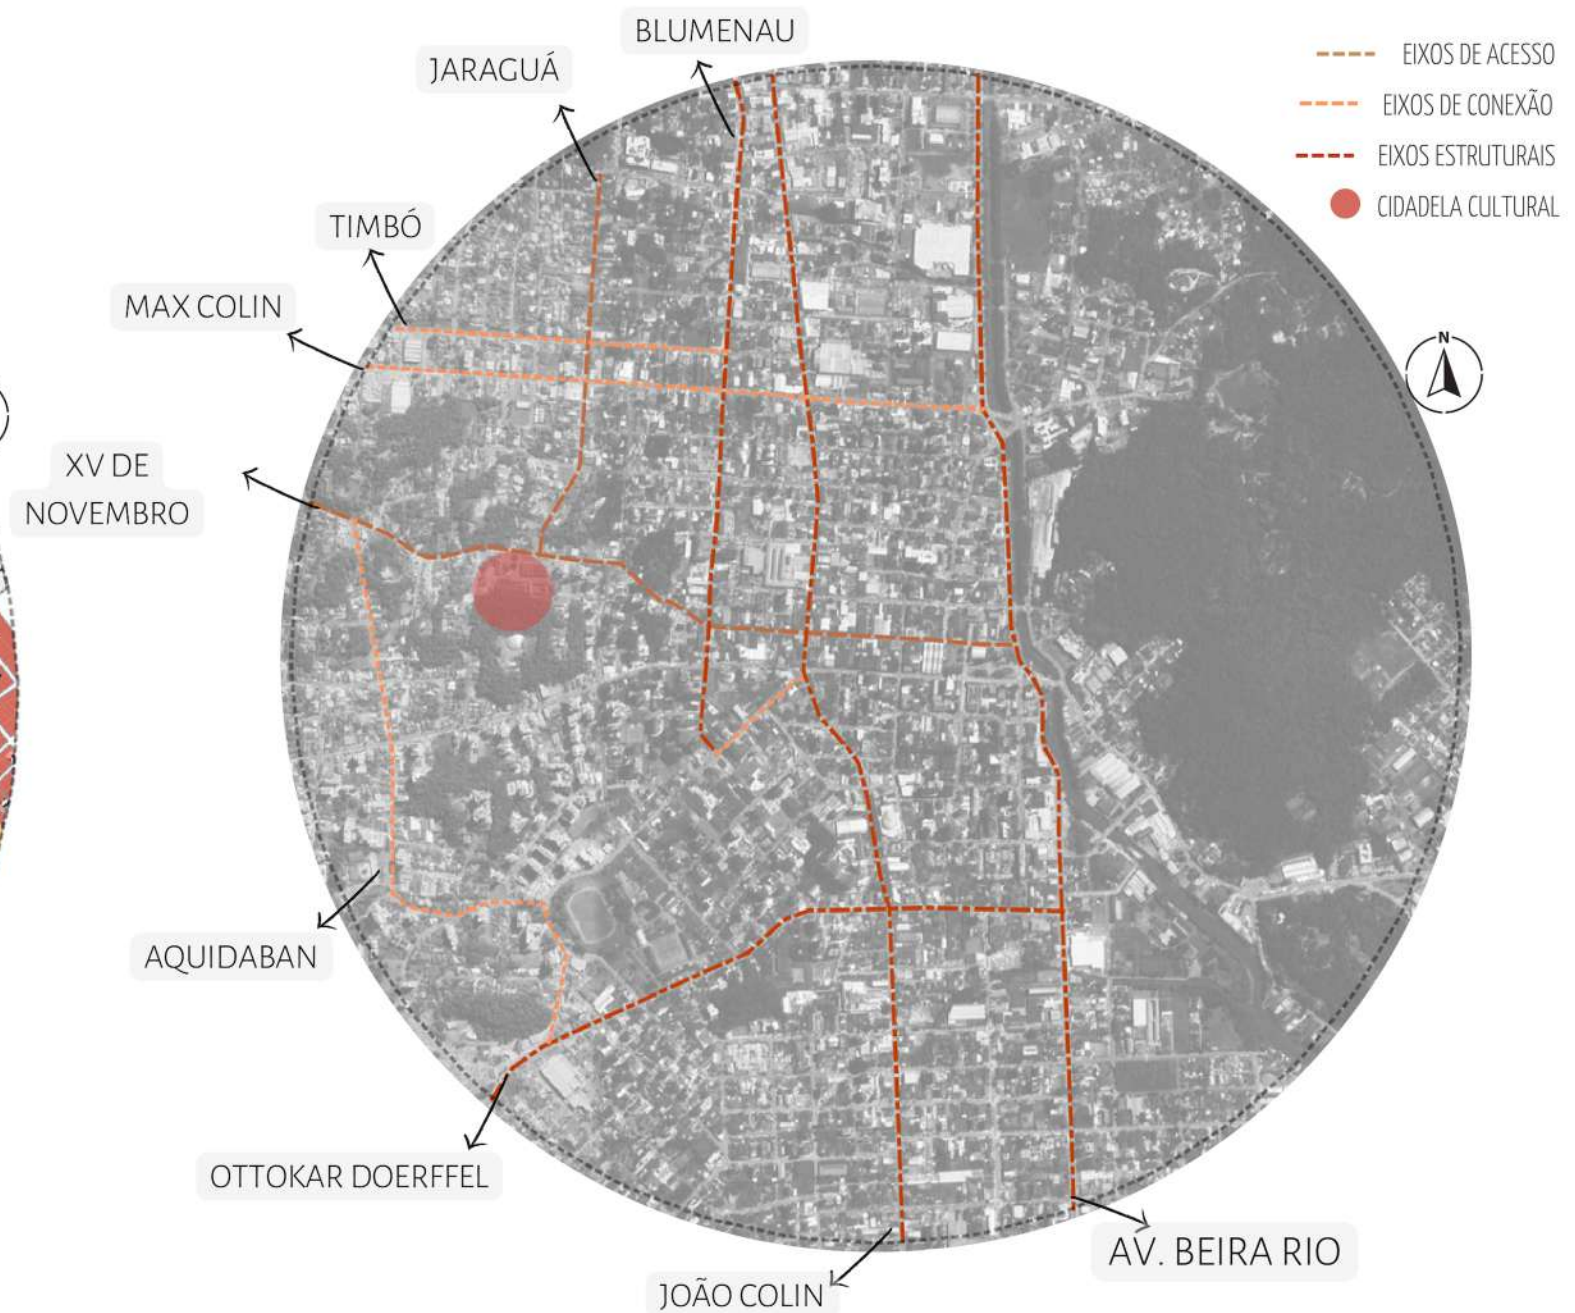 BLUMENAU
JARAGUÁ
EIXOS DE ACESSO
EIXOS DE CONEXÃO
EIXOS ESTRUTURAIS
CIDADELA CULTURAL
TIMBÓ
MAX COLIN
N
XV DE
NOVEMBRO
AQUIDABAN
OTTOKAR DOERFFEL
AV. BEIRA RIO
JOÃO COLIN